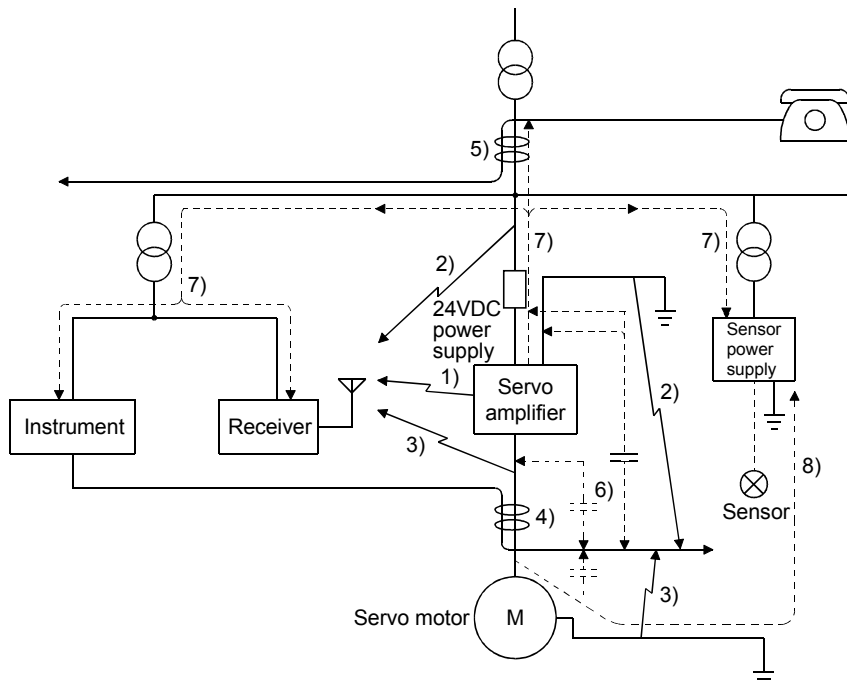 5)
2)
7)
7)
7)
24VDC
power
supply
Sensor
power
supply
1)
Servo
amplifier
2)
Instrument
Receiver
3)
8)
6)
4)
Sensor
3)
Servo motor
M